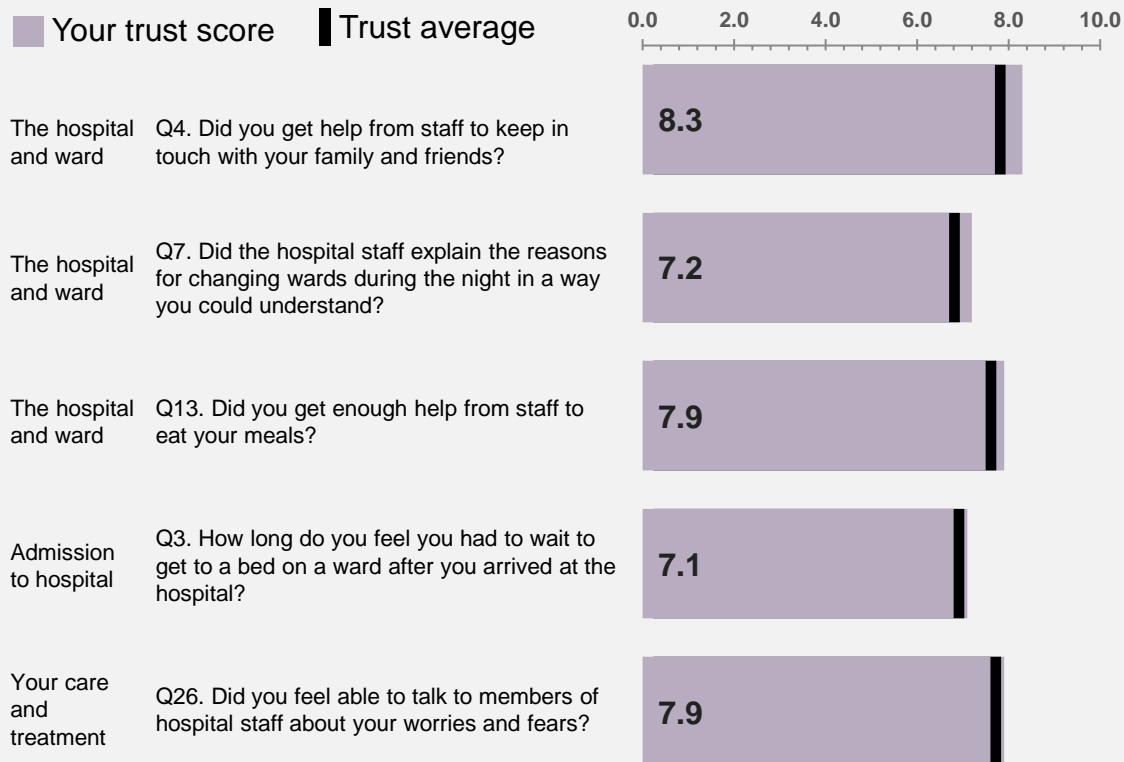 Your trust score Trust average
0.0 2.0 4.0 6.0 8.0 10.0
The hospital
and ward
Q4. Did you get help from staff to keep in
touch with your family and friends?
8.3
The hospital
and ward
Q7. Did the hospital staff explain the reasons
for changing wards during the night in a way
you could understand?
7.2
The hospital
and ward
Q13. Did you get enough help from staff to
eat your meals?
7.9
Admission
to hospital
Q3. How long do you feel you had to wait to
get to a bed on a ward after you arrived at the
hospital?
7.1
Your care
and
treatment
Q26. Did you feel able to talk to members of
hospital staff about your worries and fears?
7.9